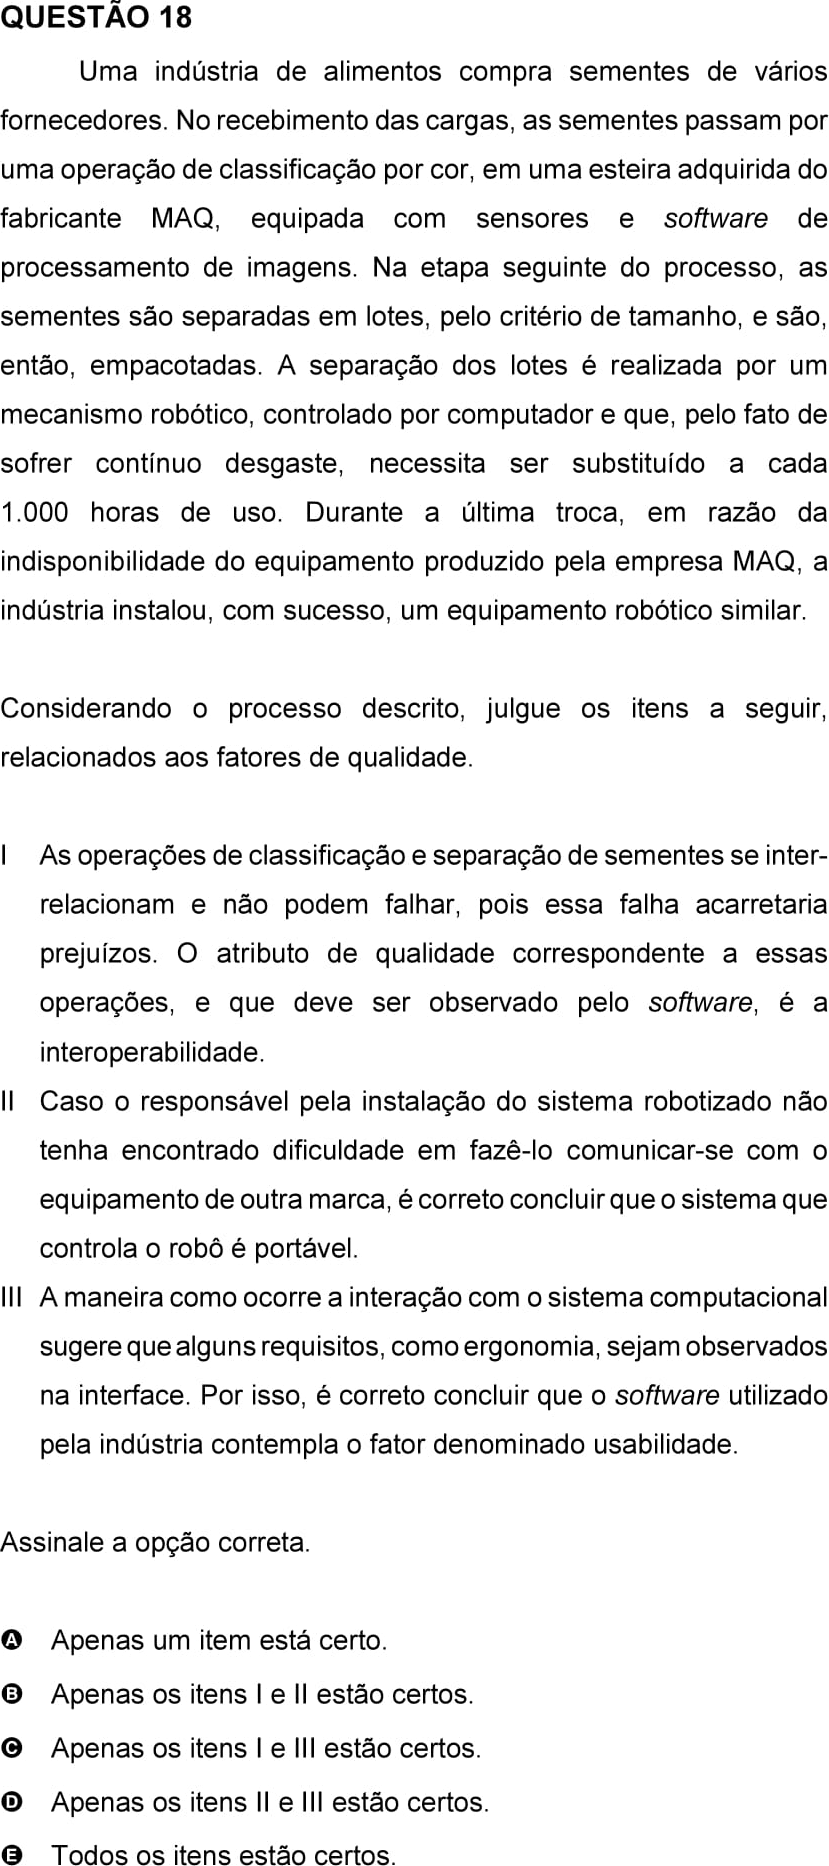 QUESTÃO 18
Uma indústria de alimentos compra sementes de vários
fornecedores. No recebimento das cargas, as sementes passam por
uma operação de classificação por cor, em uma esteira adquirida do
fabricante MAQ, equipada com sensores e software de
processamento de imagens. Na etapa seguinte do processo, as
sementes são separadas em lotes, pelo critério de tamanho, e são,
então, empacotadas. A separação dos lotes é realizada por um
mecanismo robótico, controlado por computador e que, pelo fato de
sofrer contínuo desgaste, necessita ser substituído a cada
1.000 horas de uso. Durante a última troca, em razão da
indisponibilidade do equipamento produzido pela empresa MAQ, a
indústria instalou, com sucesso, um equipamento robótico similar.
Considerando o processo descrito, julgue os itens a seguir,
relacionados aos fatores de qualidade.
I As operações de classificação e separação de sementes se inter-
relacionam e não podem falhar, pois essa falha acarretaria
prejuízos. O atributo de qualidade correspondente a essas
operações, e que deve ser observado pelo software, é a
interoperabilidade.
II Caso o responsável pela instalação do sistema robotizado não
tenha encontrado dificuldade em fazê-lo comunicar-se com o
equipamento de outra marca, é correto concluir que o sistema que
controla o robô é portável.
III A maneira como ocorre a interação com o sistema computacional
sugere que alguns requisitos, como ergonomia, sejam observados
na interface. Por isso, é correto concluir que o software utilizado
pela indústria contempla o fator denominado usabilidade.
Assinale a opção correta.
A Apenas um item está certo.
B Apenas os itens I e II estão certos.
C Apenas os itens I e III estão certos.
D Apenas os itens II e III estão certos.
E Todos os itens estão certos.